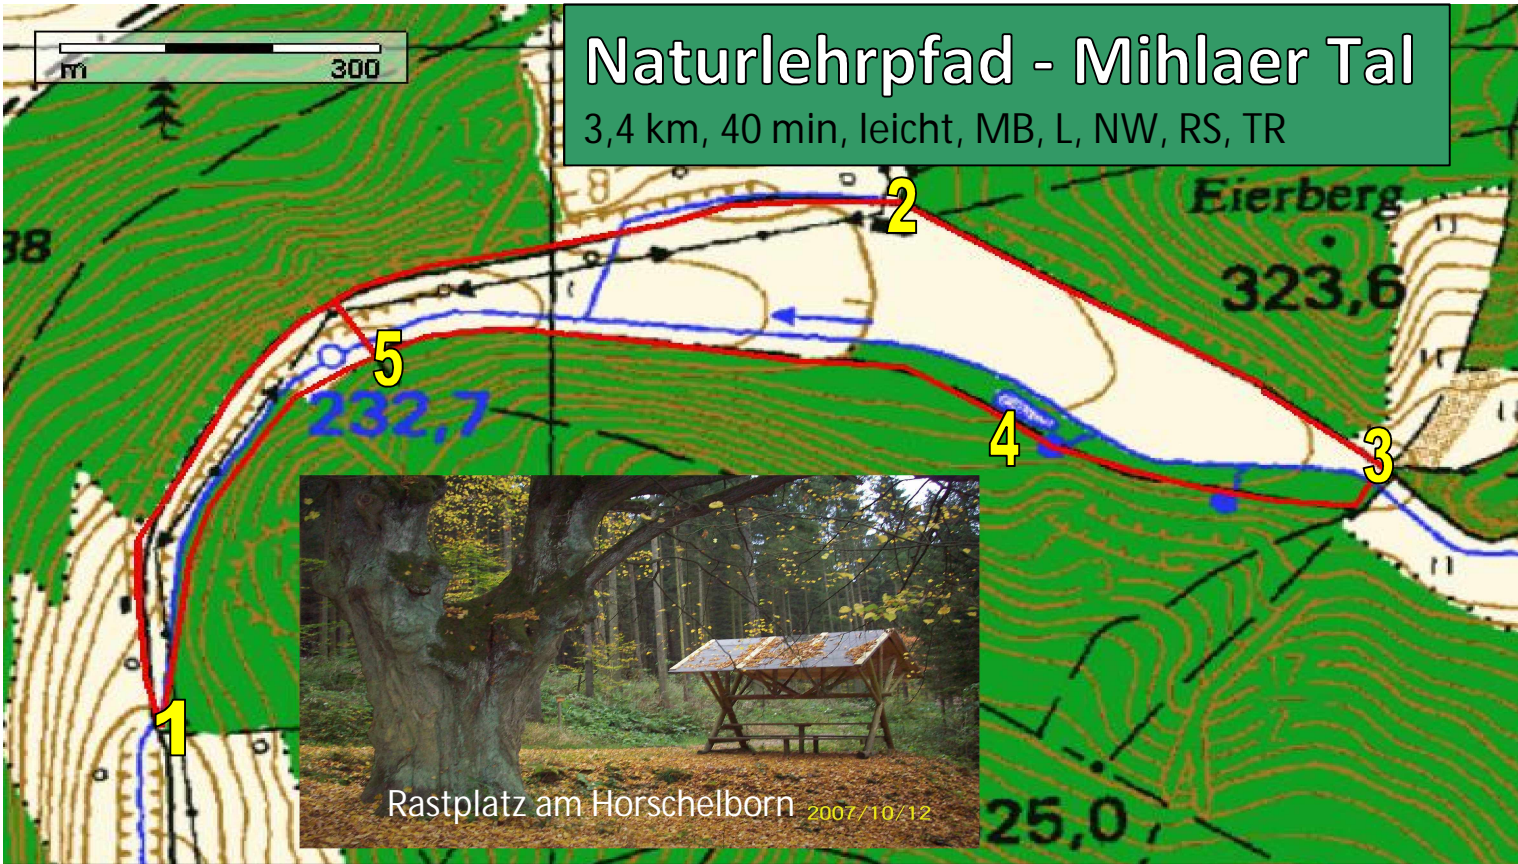 m 300
Naturlehrpfad - Mihlaer Tal
3,4 km, 40 min, leicht, MB, L, NW, RS, TR
2
Eierberg
8
38
323,6
5
232,7
4
3
1
Rastplatz am Horschelborn 2007/10/12
25,0